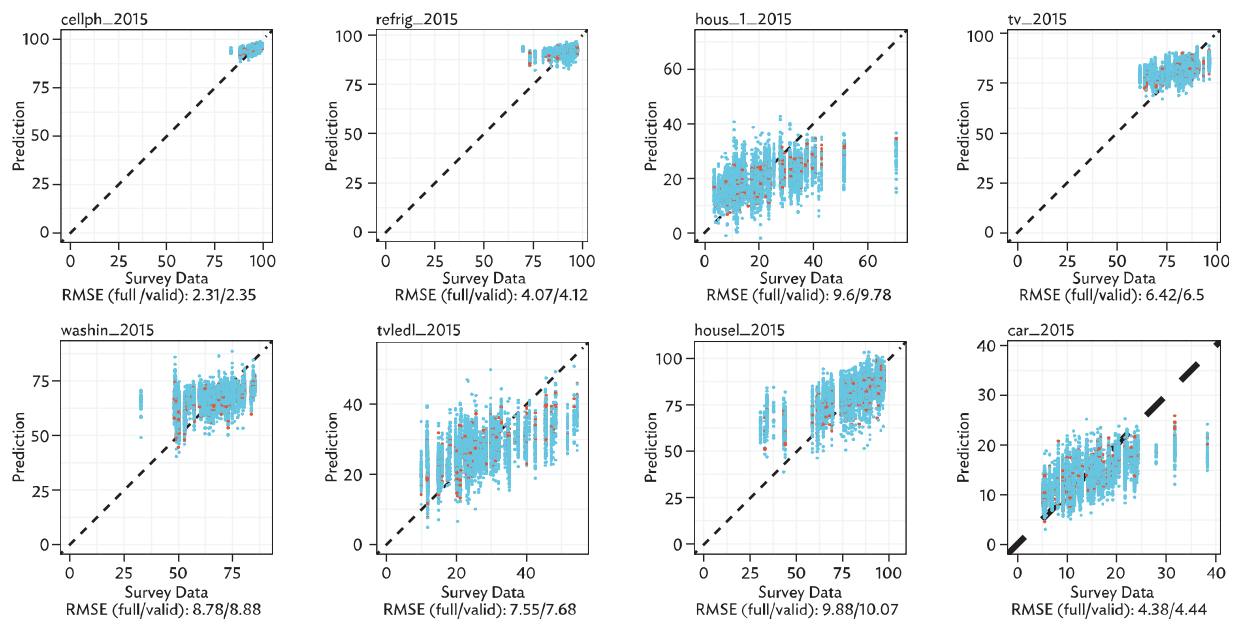 cellph_2015
100
75
50
25
0
Prediction
0 25 50 75 100
Survey Data
RMSE (full/valid): 2.31/2.35
refrig_2015
100
75
50
25
0
Prediction
0 25 50 75 100
Survey Data
RMSE (full/valid): 4.07/4.12
hous_1_2015
60
40
20
0
Prediction
0 20 40 60
Survey Data
RMSE (full/valid): 9.6/9.78
tv_2015
100
75
50
25
0
Prediction
0 25 50 75 100
Survey Data
RMSE (full/valid): 6.42/6.5
washin_2015
75
50
25
0
Prediction
0 25 50 75
Survey Data
RMSE (full/valid): 8.78/8.88
tvledl_2015
40
20
0
Prediction
0 20 40
Survey Data
RMSE (full/valid): 7.55/7.68
housel_2015
100
75
50
25
0
Prediction
0 25 50 75 100
Survey Data
RMSE (full/valid): 9.88/10.07
car_2015
40
30
20
10
0
Prediction
0 10 20 30 40
Survey Data
RMSE (full/valid): 4.38/4.44